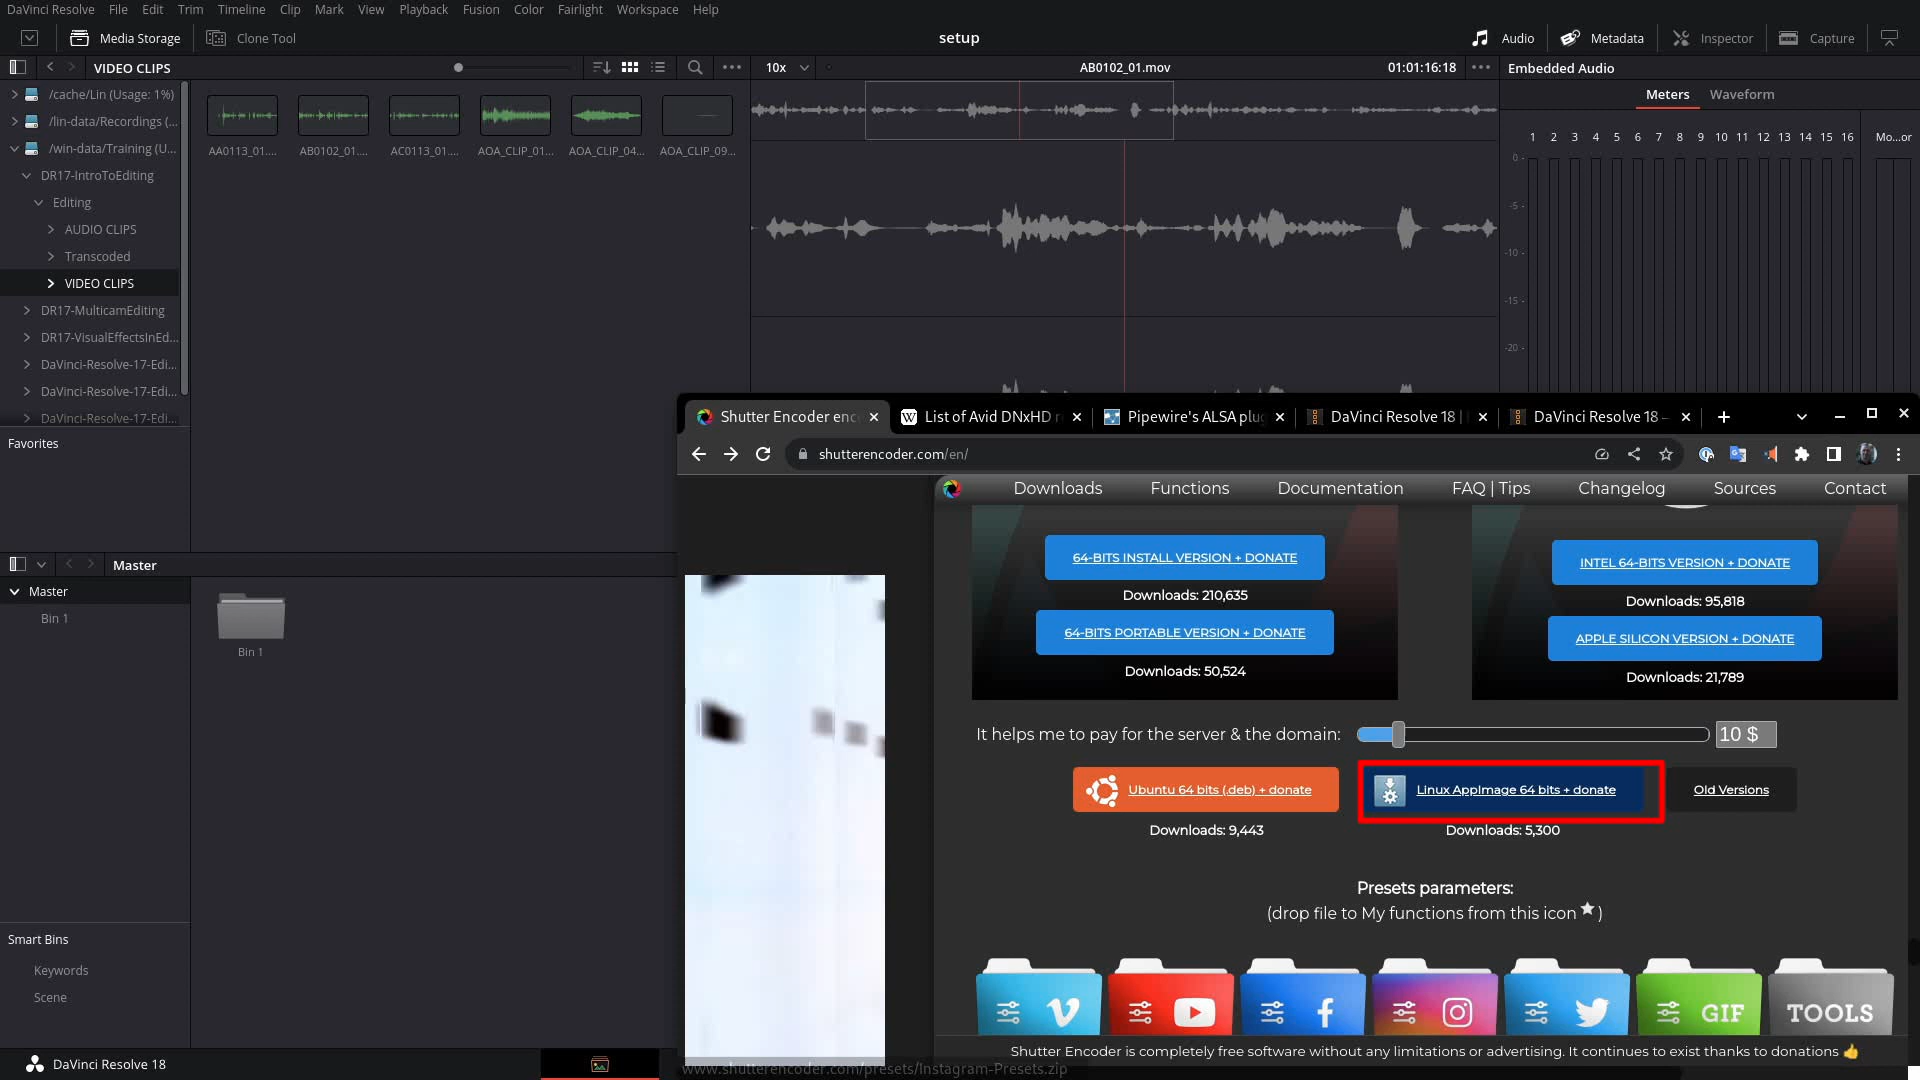 DaVinci Resolve File Edit Trim Timeline Clip Mark View Playback Fusion Color Fairlight Workspace Help
Media Storage Clone Tool
setup
Audio Metadata Inspector Capture
VIDEO CLIPS
10x
AB0102_01.mov
01:01:16:18
Embedded Audio
Meters Waveform
1 2 3 4 5 6 7 8 9 10 11 12 13 14 15 16 Mo...or
0
-5
-10
-15
-20
/cache/Lin (Usage: 1%)
/lin-data/Recordings (...
/win-data/Training (U...
DR17-IntroToEditing
Editing
AUDIO CLIPS
Transcoded
VIDEO CLIPS
DR17-MulticamEditing
DR17-VisualEffectsInEd...
DaVinci-Resolve-17-Edi...
DaVinci-Resolve-17-Edi...
DaVinci-Resolve-17-Edi...
AA0113_01.... AB0102_01.... AC0113_01.... AOA_CLIP_01... AOA_CLIP_04... AOA_CLIP_09...
Favorites
Master
Master
Bin 1
Bin 1
Smart Bins
Keywords
Scene
DaVinci Resolve 18
Shutter Encoder enc
List of Avid DNxHD r
Pipewire's ALSA plug
DaVinci Resolve 18 |
DaVinci Resolve 18 –
shutterencoder.com/en/
Downloads Functions Documentation FAQ | Tips Changelog Sources Contact
64-BITS INSTALL VERSION + DONATE
Downloads: 210,635
64-BITS PORTABLE VERSION + DONATE
Downloads: 50,524
INTEL 64-BITS VERSION + DONATE
Downloads: 95,818
APPLE SILICON VERSION + DONATE
Downloads: 21,789
It helps me to pay for the server & the domain: 10 $
Ubuntu 64 bits (.deb) + donate
Downloads: 9,443
Linux AppImage 64 bits + donate
Downloads: 5,300
Old Versions
Presets parameters:
(drop file to My functions from this icon ★ )
GIF TOOLS
Shutter Encoder is completely free software without any limitations or advertising. It continues to exist thanks to donations 👍
www.shutterencoder.com/presets/Instagram-Presets.zip